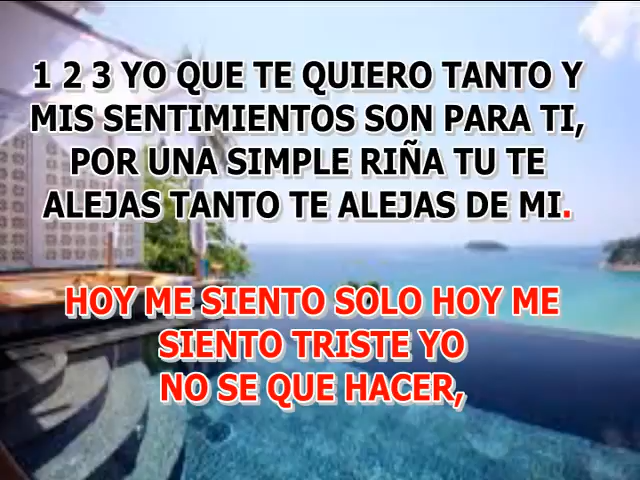 1 2 3 YO QUE TE QUIERO TANTO Y
MIS SENTIMIENTOS SON PARA TI,
POR UNA SIMPLE RIÑA TU TE
ALEJAS TANTO TE ALEJAS DE MI.
HOY ME SIENTO SOLO HOY ME
SIENTO TRISTE YO
NO SE QUE HACER,